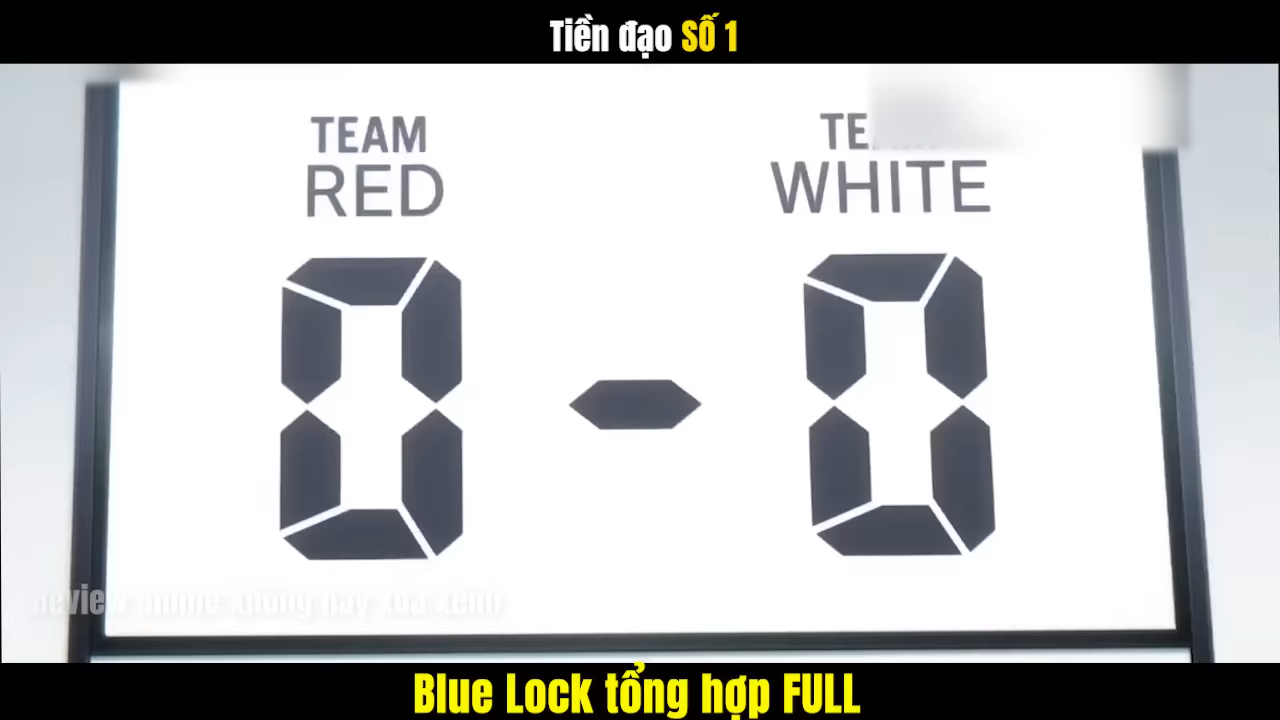 Tiền đạo Số 1
TEAM
RED
WHITE
0 - 0
Blue Lock tổng hợp FULL